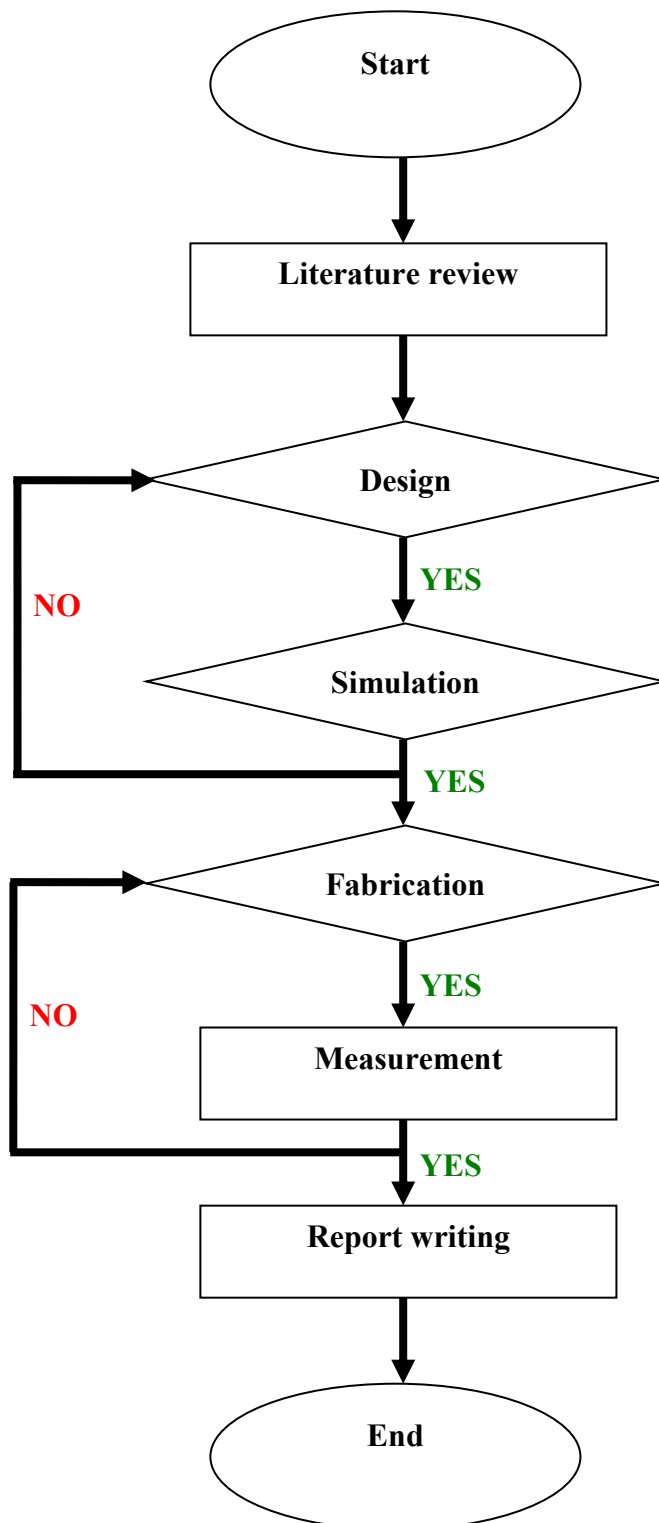 Start
Literature review
Design
YES
NO
Simulation
YES
Fabrication
YES
NO
Measurement
YES
Report writing
End